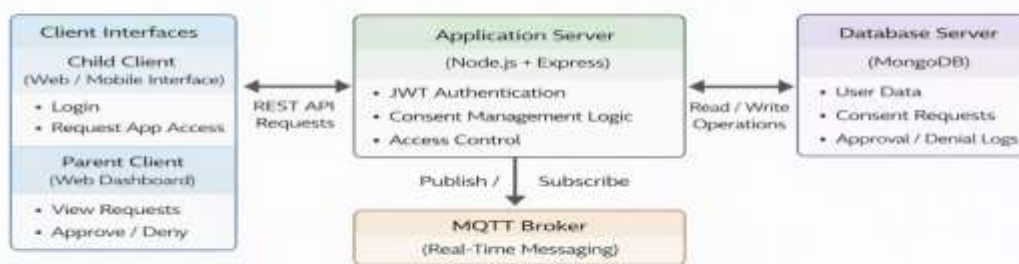 Client Interfaces
Child Client
(Web / Mobile Interface)
• Login
• Request App Access
Parent Client
(Web Dashboard)
• View Requests
• Approve / Deny
REST API
Requests
Application Server
(Node.js + Express)
• JWT Authentication
• Consent Management Logic
• Access Control
Read / Write
Operations
Database Server
(MongoDB)
• User Data
• Consent Requests
• Approval / Denial Logs
Publish / Subscribe
MQTT Broker
(Real-Time Messaging)